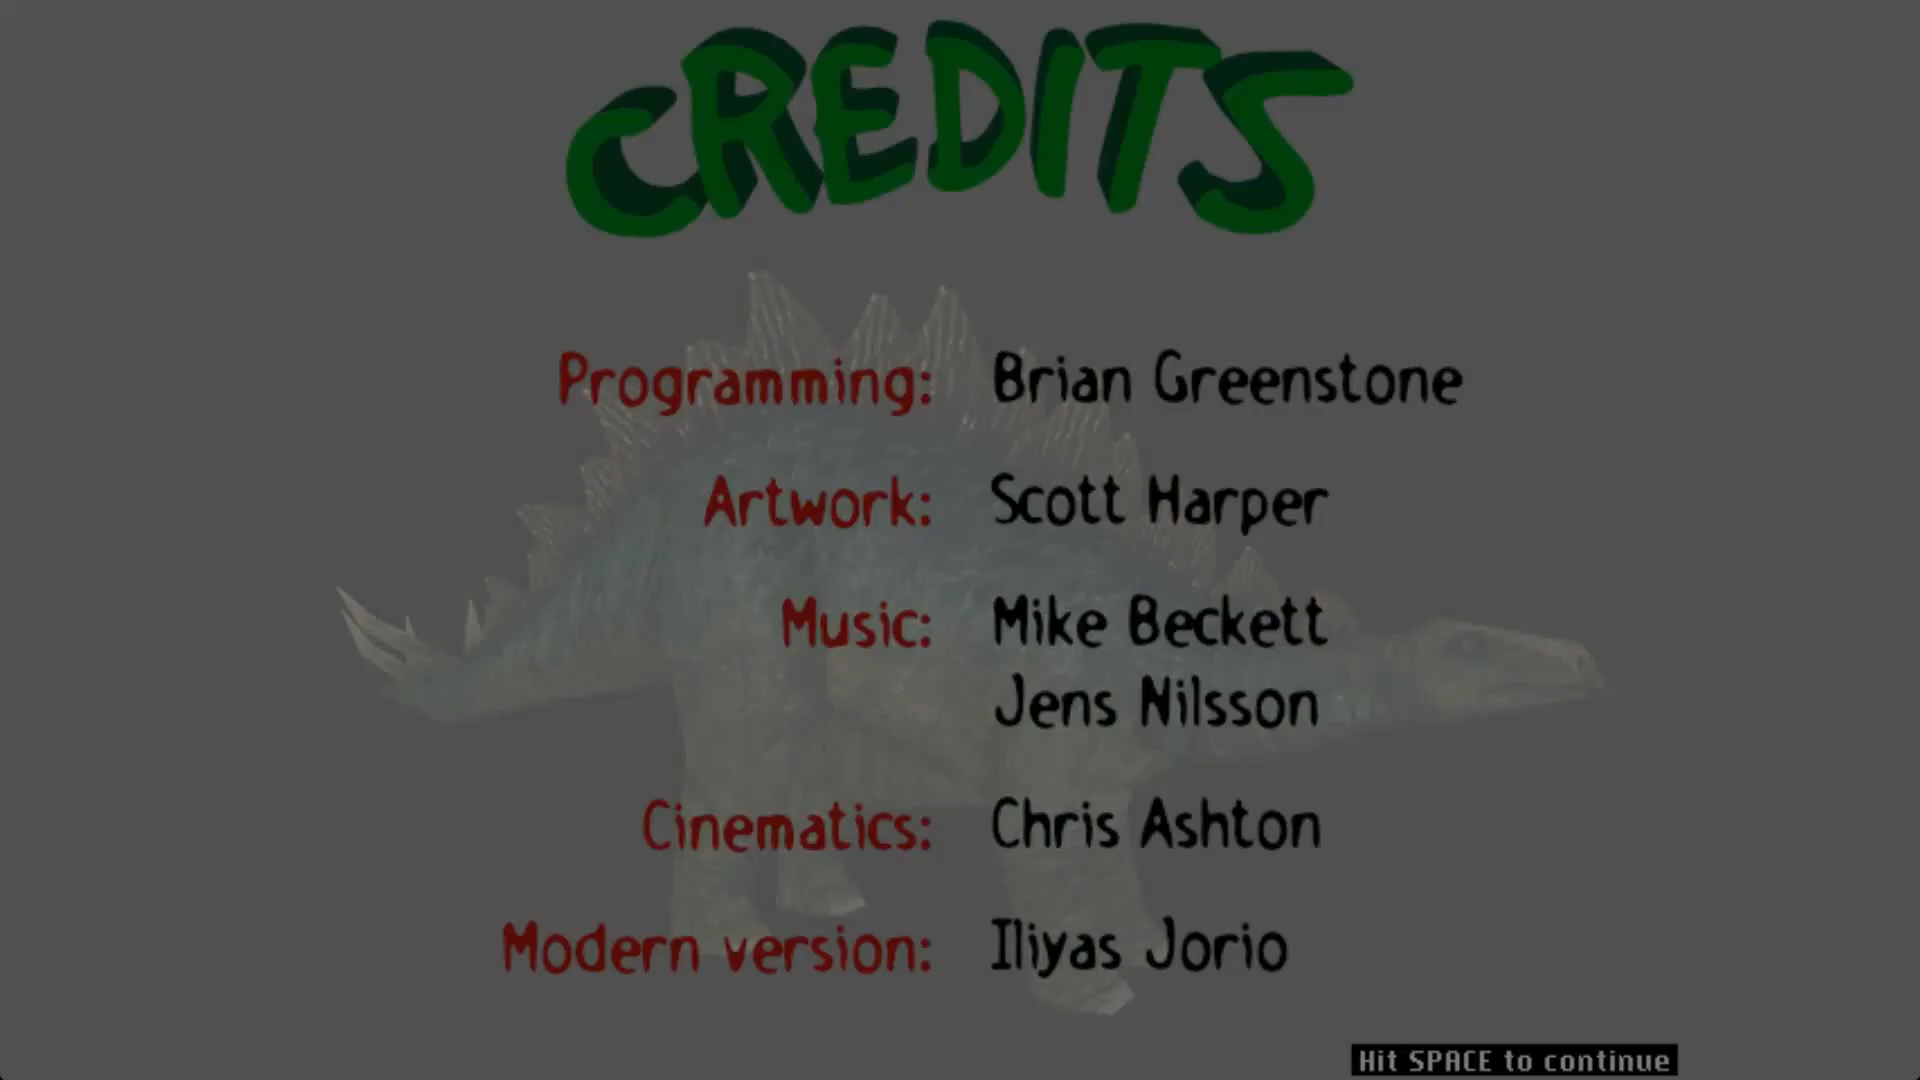 CREDITS
Programming: Brian Greenstone
Artwork: Scott Harper
Music: Mike Beckett
Jens Nilsson
Cinematics: Chris Ashton
Modern version: Iliyas Jorio
Hit SPACE to continue